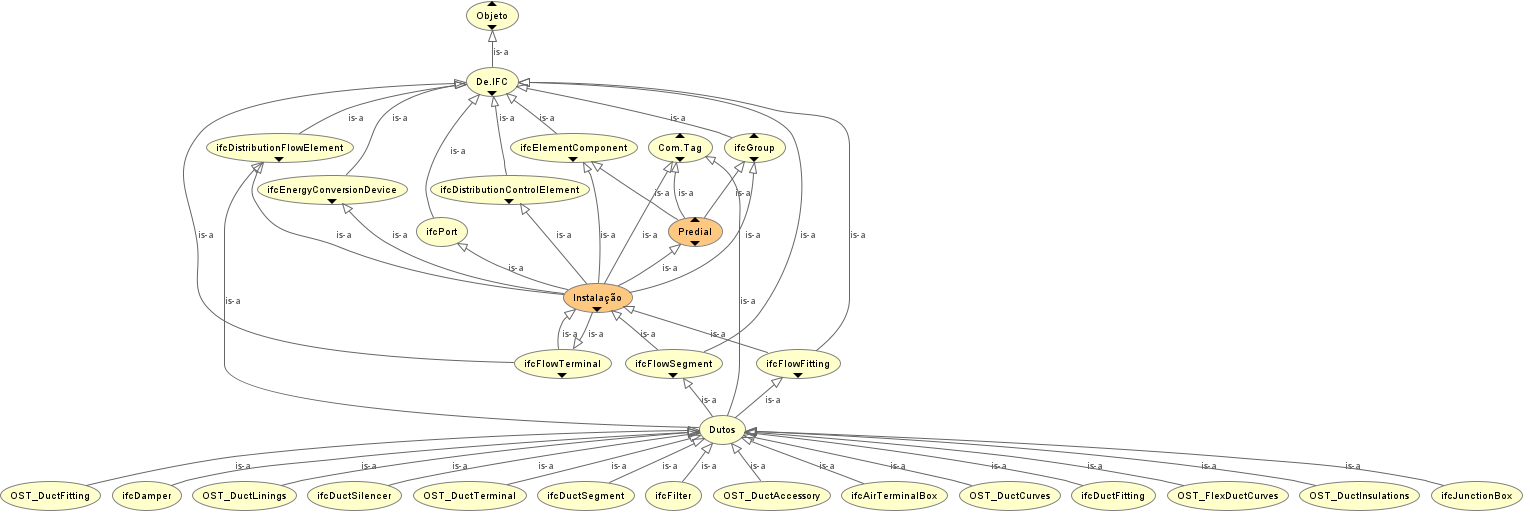 Objeto
is-a
De.IFC
is-a
is-a
is-a
is-a
is-a
ifcDistributionFlowElement
ifcElementComponent
Com.Tag
ifcGroup
is-a
ifcEnergyConversionDevice
ifcDistributionControlElement
is-a
is-a
is-a
ifcPort
Predial
is-a
is-a
is-a
is-a
is-a
is-a
is-a
is-a
is-a
is-a
Instalação
is-a
is-a
is-a
is-a
is-a
is-a
is-a
ifcFlowTerminal
ifcFlowSegment
ifcFlowFitting
is-a
is-a
Dutos
is-a
is-a
is-a
is-a
is-a
is-a
is-a
is-a
is-a
is-a
is-a
is-a
OST_DuctFitting
ifcDamper
OST_DuctLinings
ifcDuctSilencer
OST_DuctTerminal
ifcDuctSegment
ifcFilter
OST_DuctAccessory
ifcAirTerminalBox
OST_DuctCurves
ifcDuctFitting
OST_FlexDuctCurves
OST_DuctInsulations
ifcJunctionBox